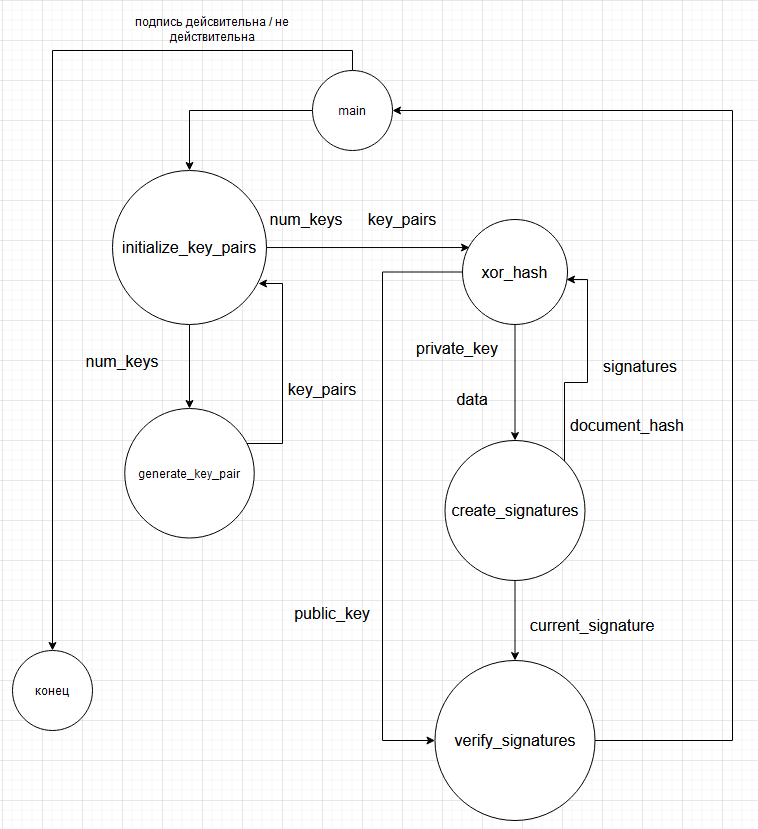 подпись дейсвительна / не
действительна
main
num_keys key_pairs
initialize_key_pairs
xor_hash
private_key
num_keys
signatures
key_pairs
data
document_hash
generate_key_pair
create_signatures
public_key
current_signature
конец
verify_signatures